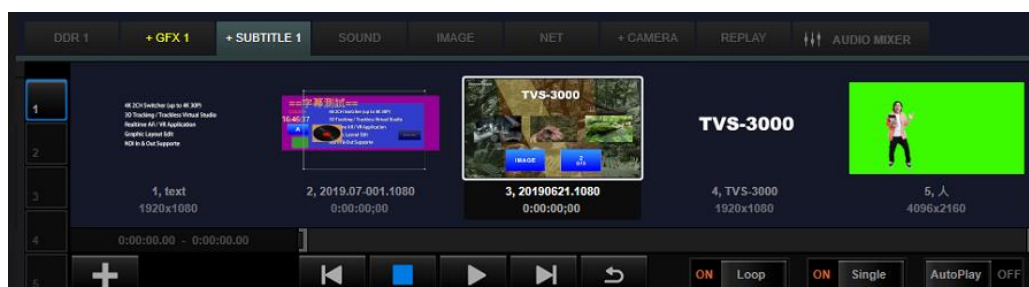 DDR 1
+ GFX 1
+ SUBTITLE 1
SOUND
IMAGE
NET
+ CAMERA
REPLAY
AUDIO MIXER
1
2
3
4
5
4K 2CH Switcher (up to 4K 30P)
3D Tracking / Trackless Virtual Studio
Realtime AR / VR Application
Graphic Layout Edit
NDI In & Out Supporte
1, text
1920x1080
==字幕測試==
16:46:37
A
2, 2019.07-001.1080
0:00:00;00
TVS-3000
IMAGE
2
3, 20190621.1080
0:00:00;00
TVS-3000
4, TVS-3000
1920x1080
5, 人
4096x2160
0:00:00.00 - 0:00:00.00
ON Loop
ON Single
AutoPlay OFF